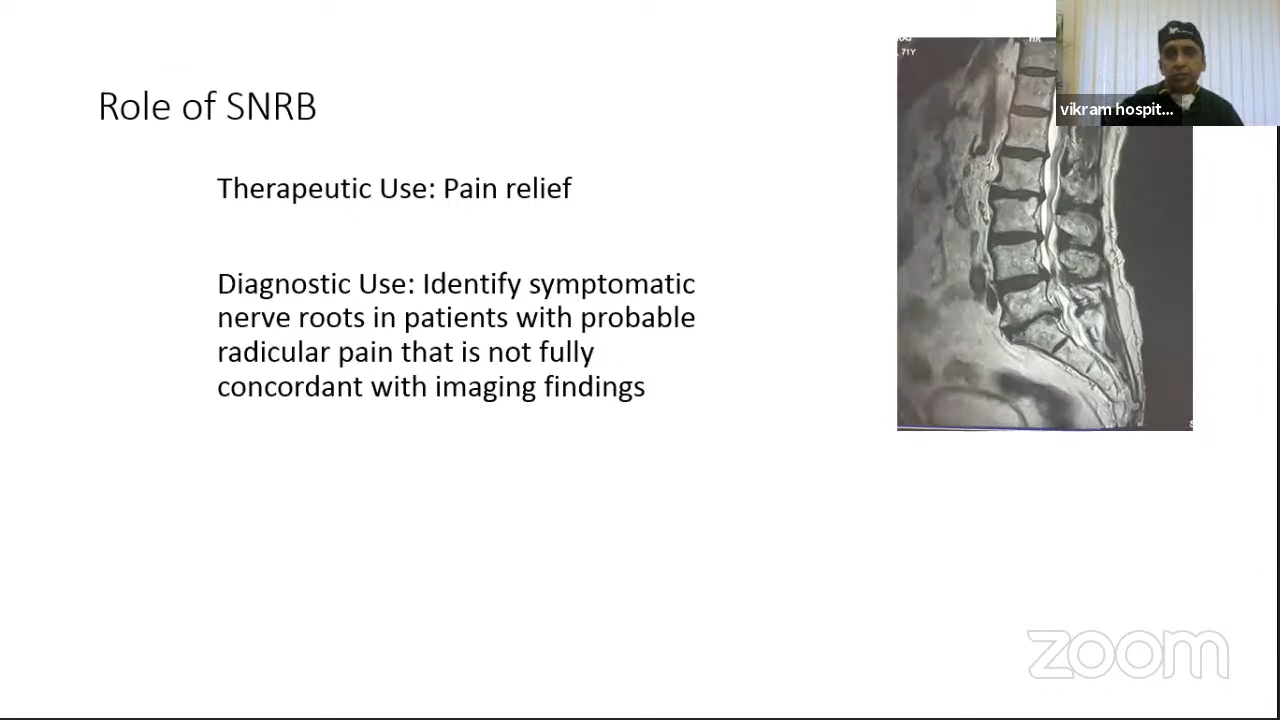 Role of SNRB
Therapeutic Use: Pain relief
Diagnostic Use: Identify symptomatic
nerve roots in patients with probable
radicular pain that is not fully
concordant with imaging findings
71Y
vikram hospit...
zoom